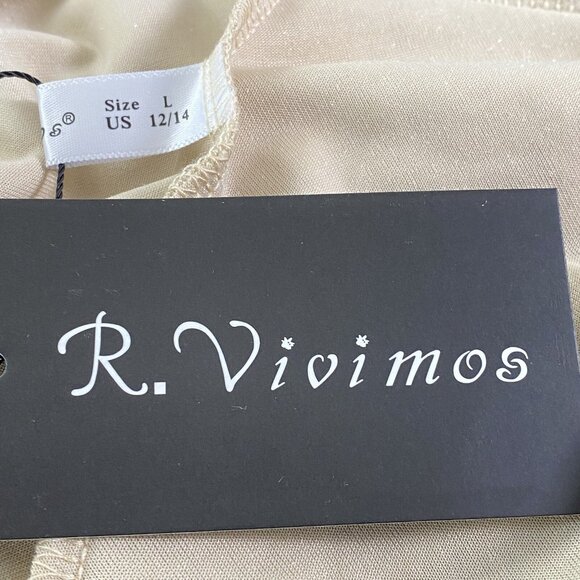 Size L
US 12/14
R. Vivimos